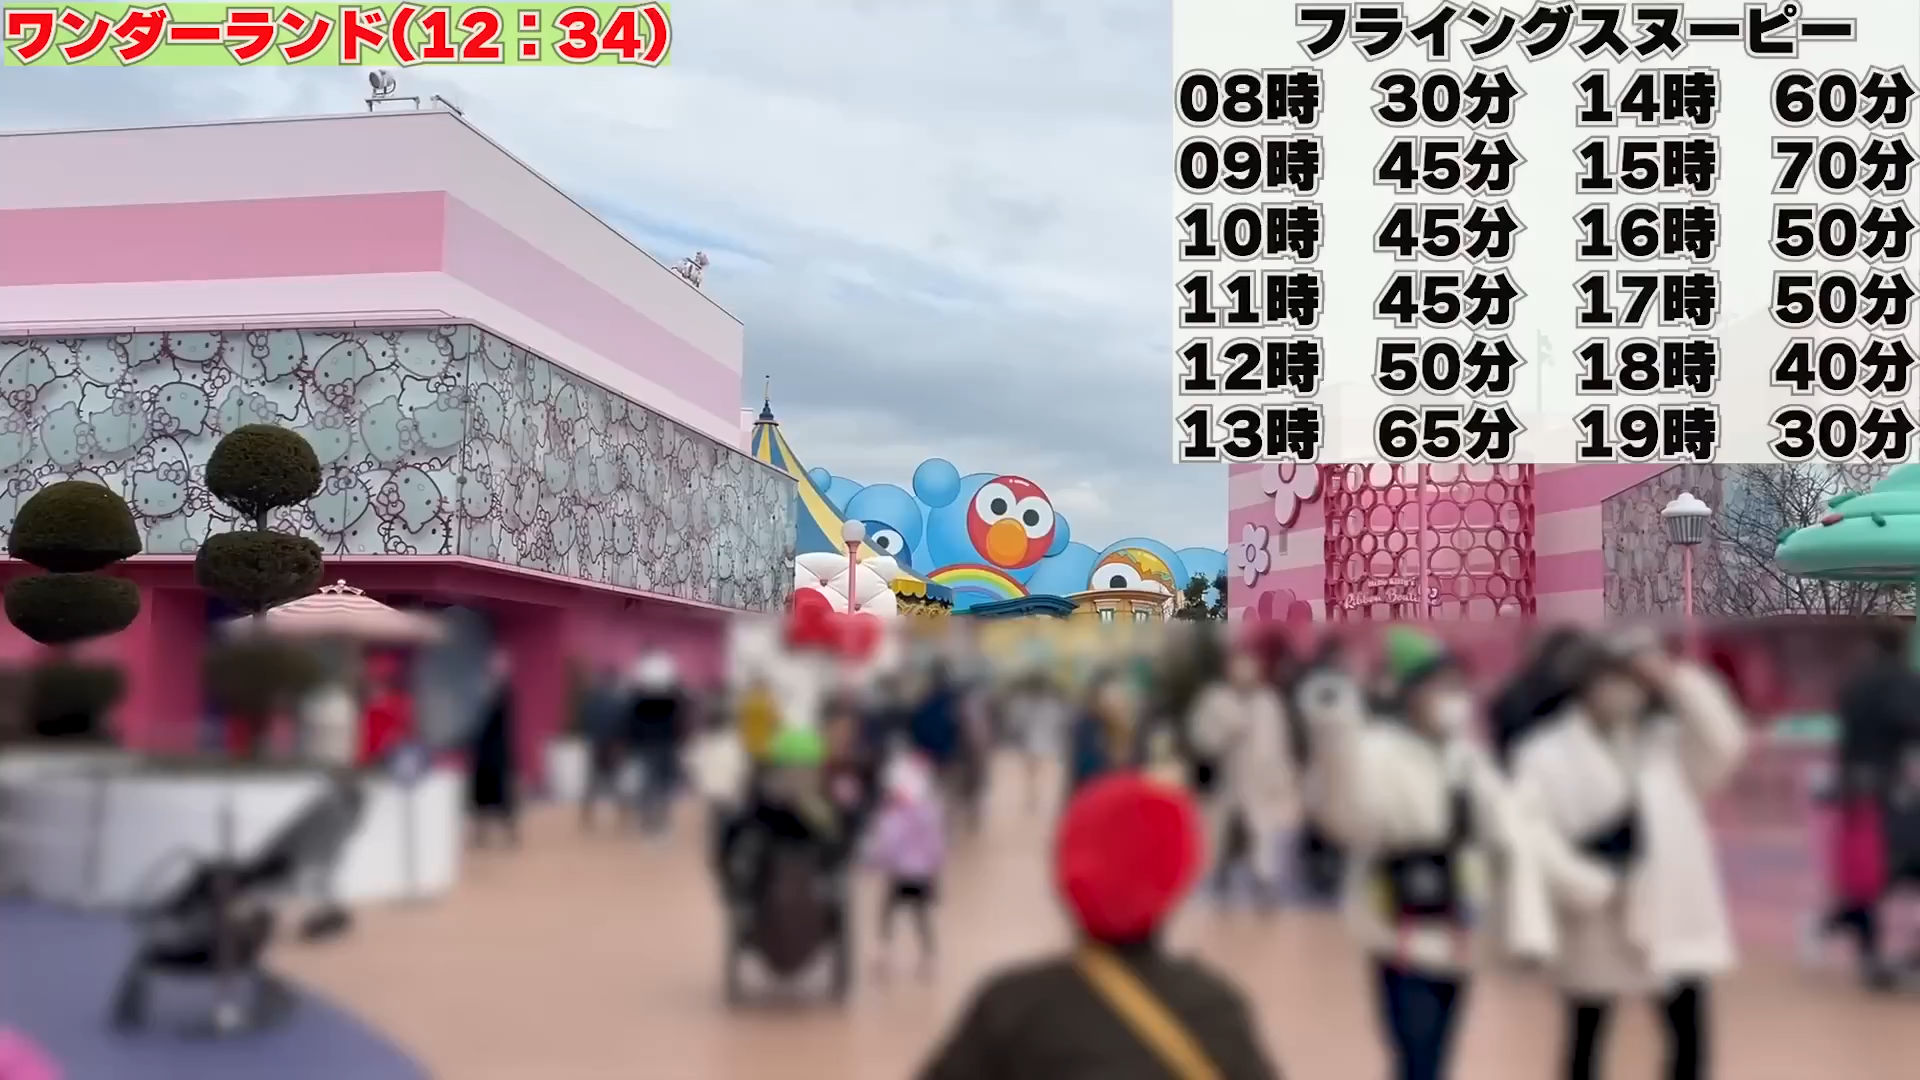 ワンダーランド(12：34)
フライングスヌーピー
08時 30分 14時 60分
09時 45分 15時 70分
10時 45分 16時 50分
11時 45分 17時 50分
12時 50分 18時 40分
13時 65分 19時 30分
Hello Kitty's
Ribbon Boutique